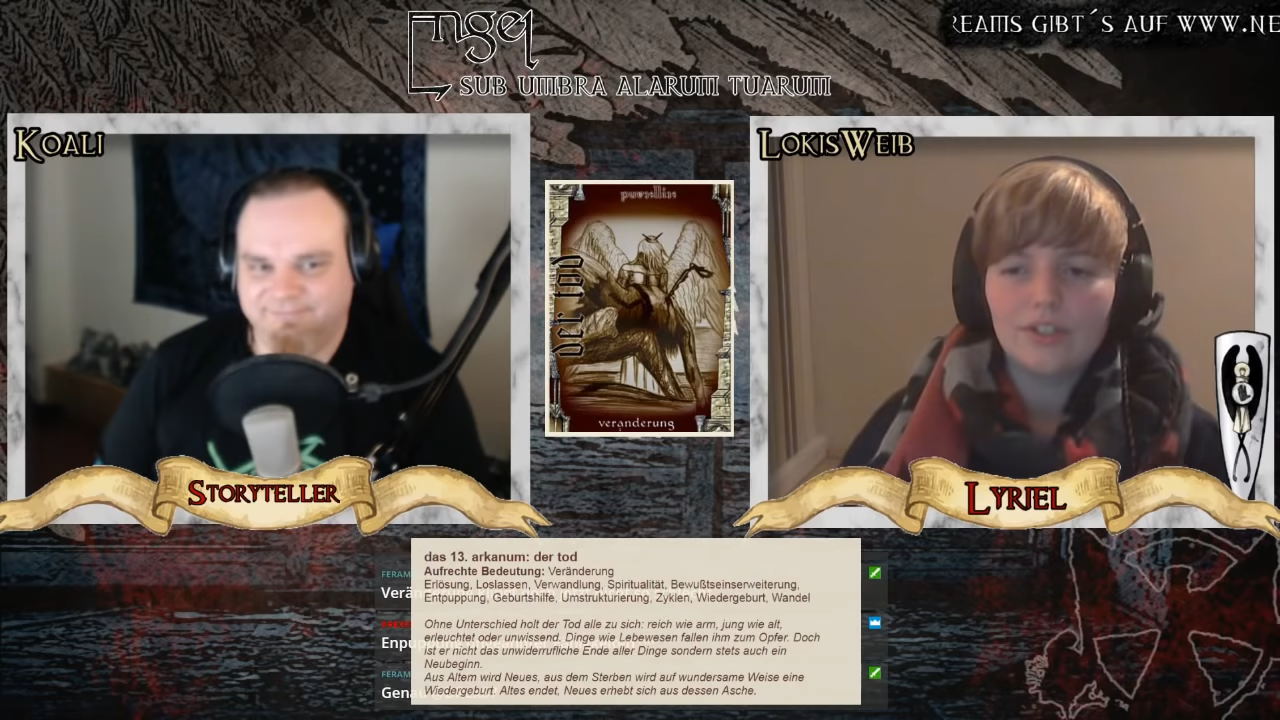 Engel
SUB UMBRA ALARUM TUARUM
REAMS GIBT´S AUF WWW.NE
KOALI
LOKISWEIB
der tod
veränderung
STORYTELLER
LYRIEL
das 13. arkanum: der tod
Aufrechte Bedeutung: Veränderung
Erlösung, Loslassen, Verwandlung, Spiritualität, Bewußtseinserweiterung,
Entpuppung, Geburtshilfe, Umstrukturierung, Zyklen, Wiedergeburt, Wandel
Ohne Unterschied holt der Tod alle zu sich: reich wie arm, jung wie alt,
erleuchtet oder unwissend. Dinge wie Lebewesen fallen ihm zum Opfer. Doch
ist er nicht das unwiderrufliche Ende aller Dinge sondern stets auch ein
Neubeginn.
Aus Altem wird Neues, aus dem Sterben wird auf wundersame Weise eine
Wiedergeburt. Altes endet, Neues erhebt sich aus dessen Asche.
FERAM
Verä
Enpu
FERAM
Gena